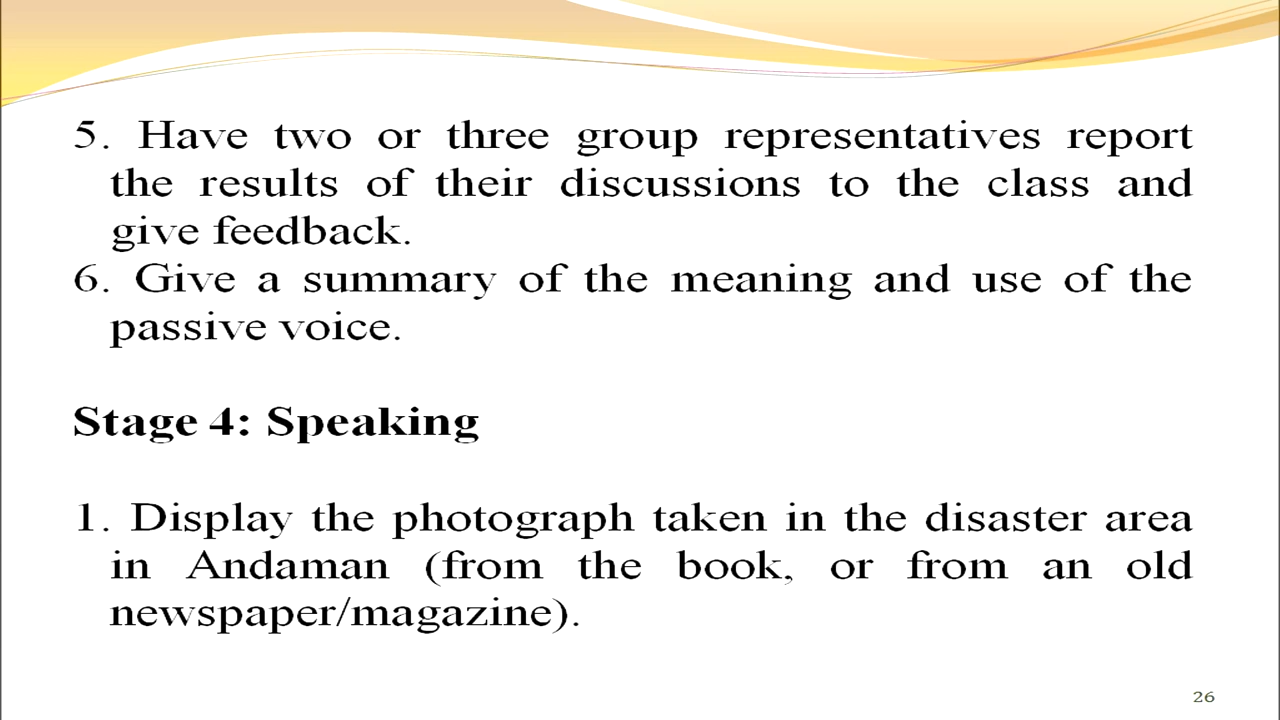 5. Have two or three group representatives report
the results of their discussions to the class and
give feedback.
6. Give a summary of the meaning and use of the
passive voice.
Stage 4: Speaking
1. Display the photograph taken in the disaster area
in Andaman (from the book, or from an old
newspaper/magazine).
26